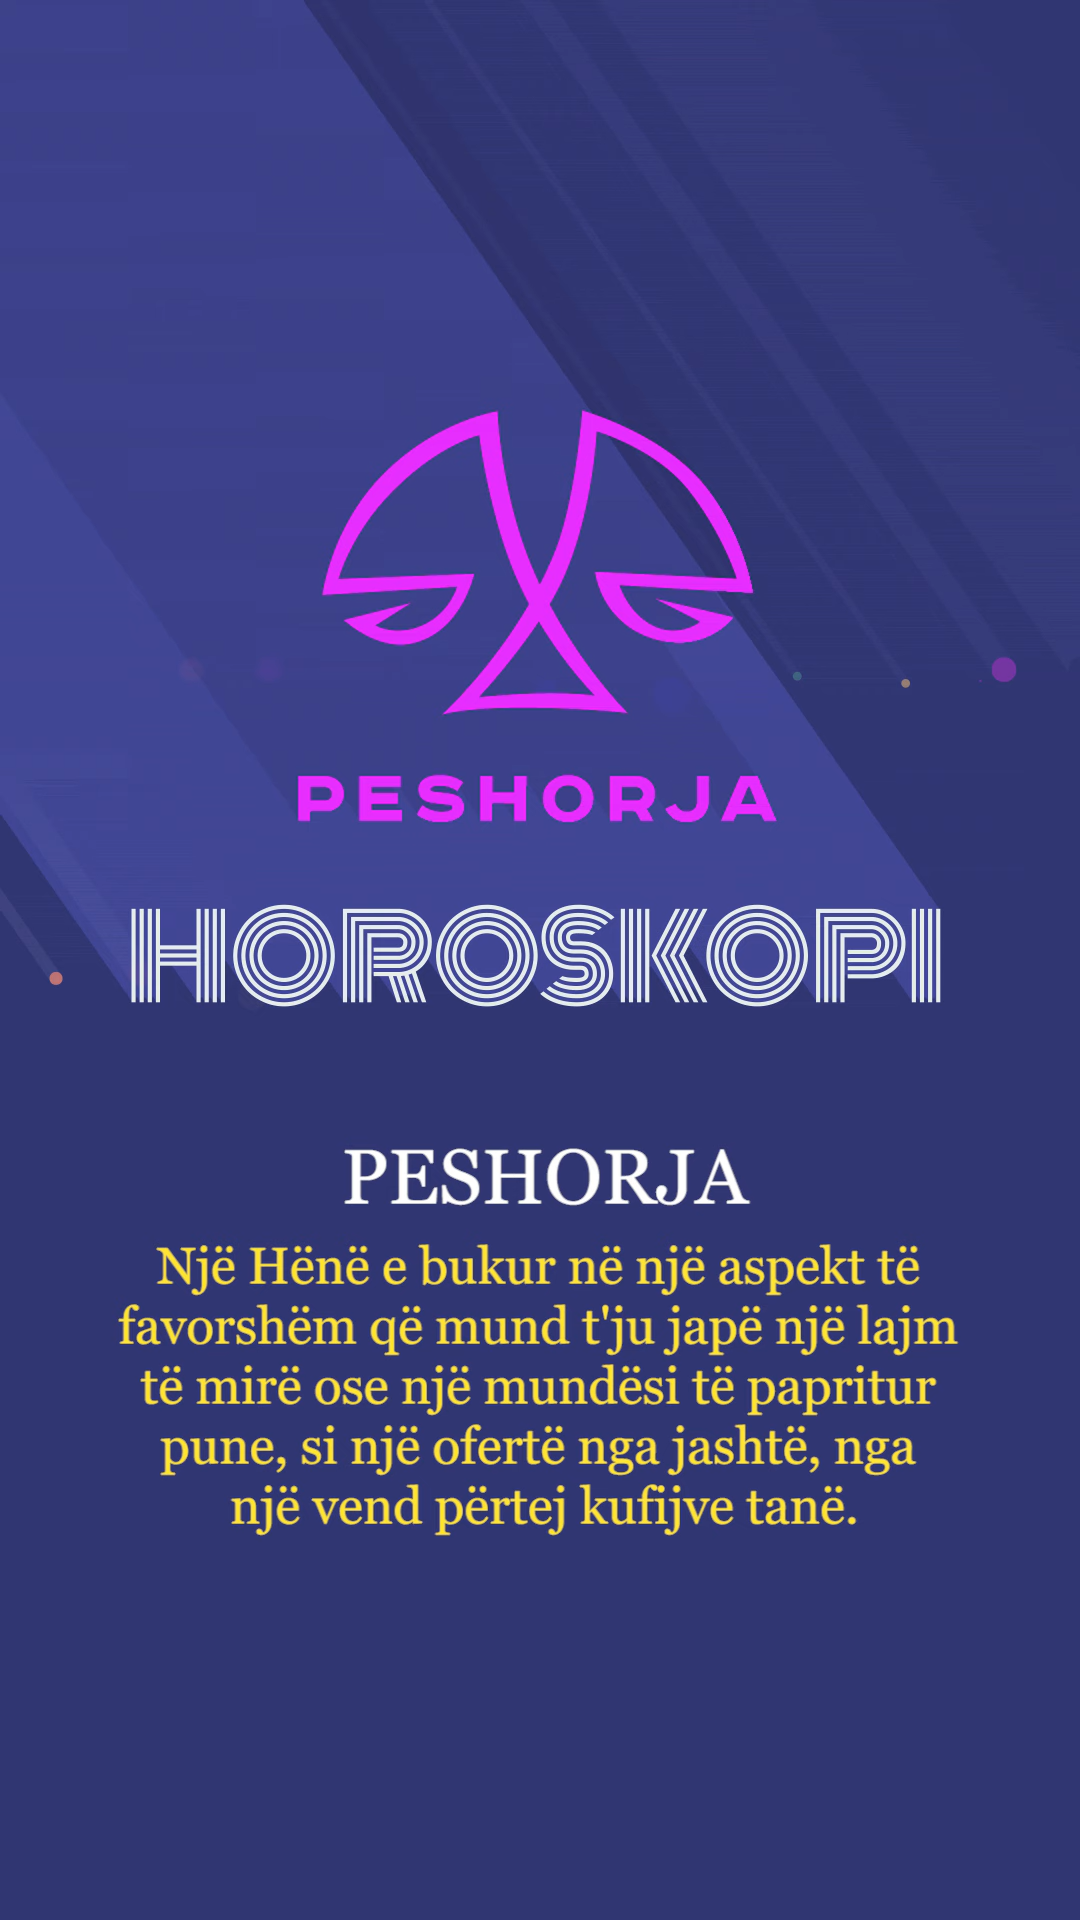 PESHORJA
HOROSKOPI
PESHORJA
Një Hënë e bukur në një aspekt të
favorshëm që mund t'ju japë një lajm
të mirë ose një mundësi të papritur
pune, si një ofertë nga jashtë, nga
një vend përtej kufijve tanë.